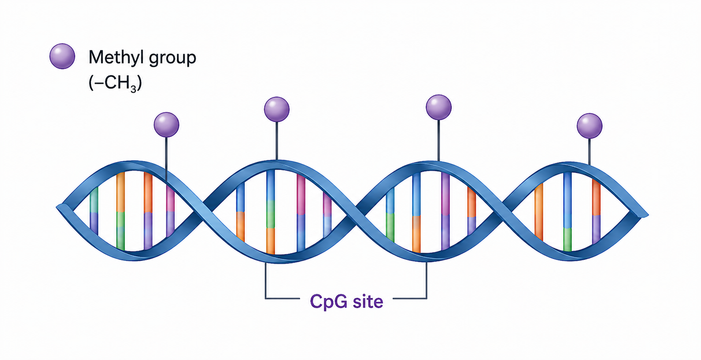 Methyl group
(–CH₃)
CpG site